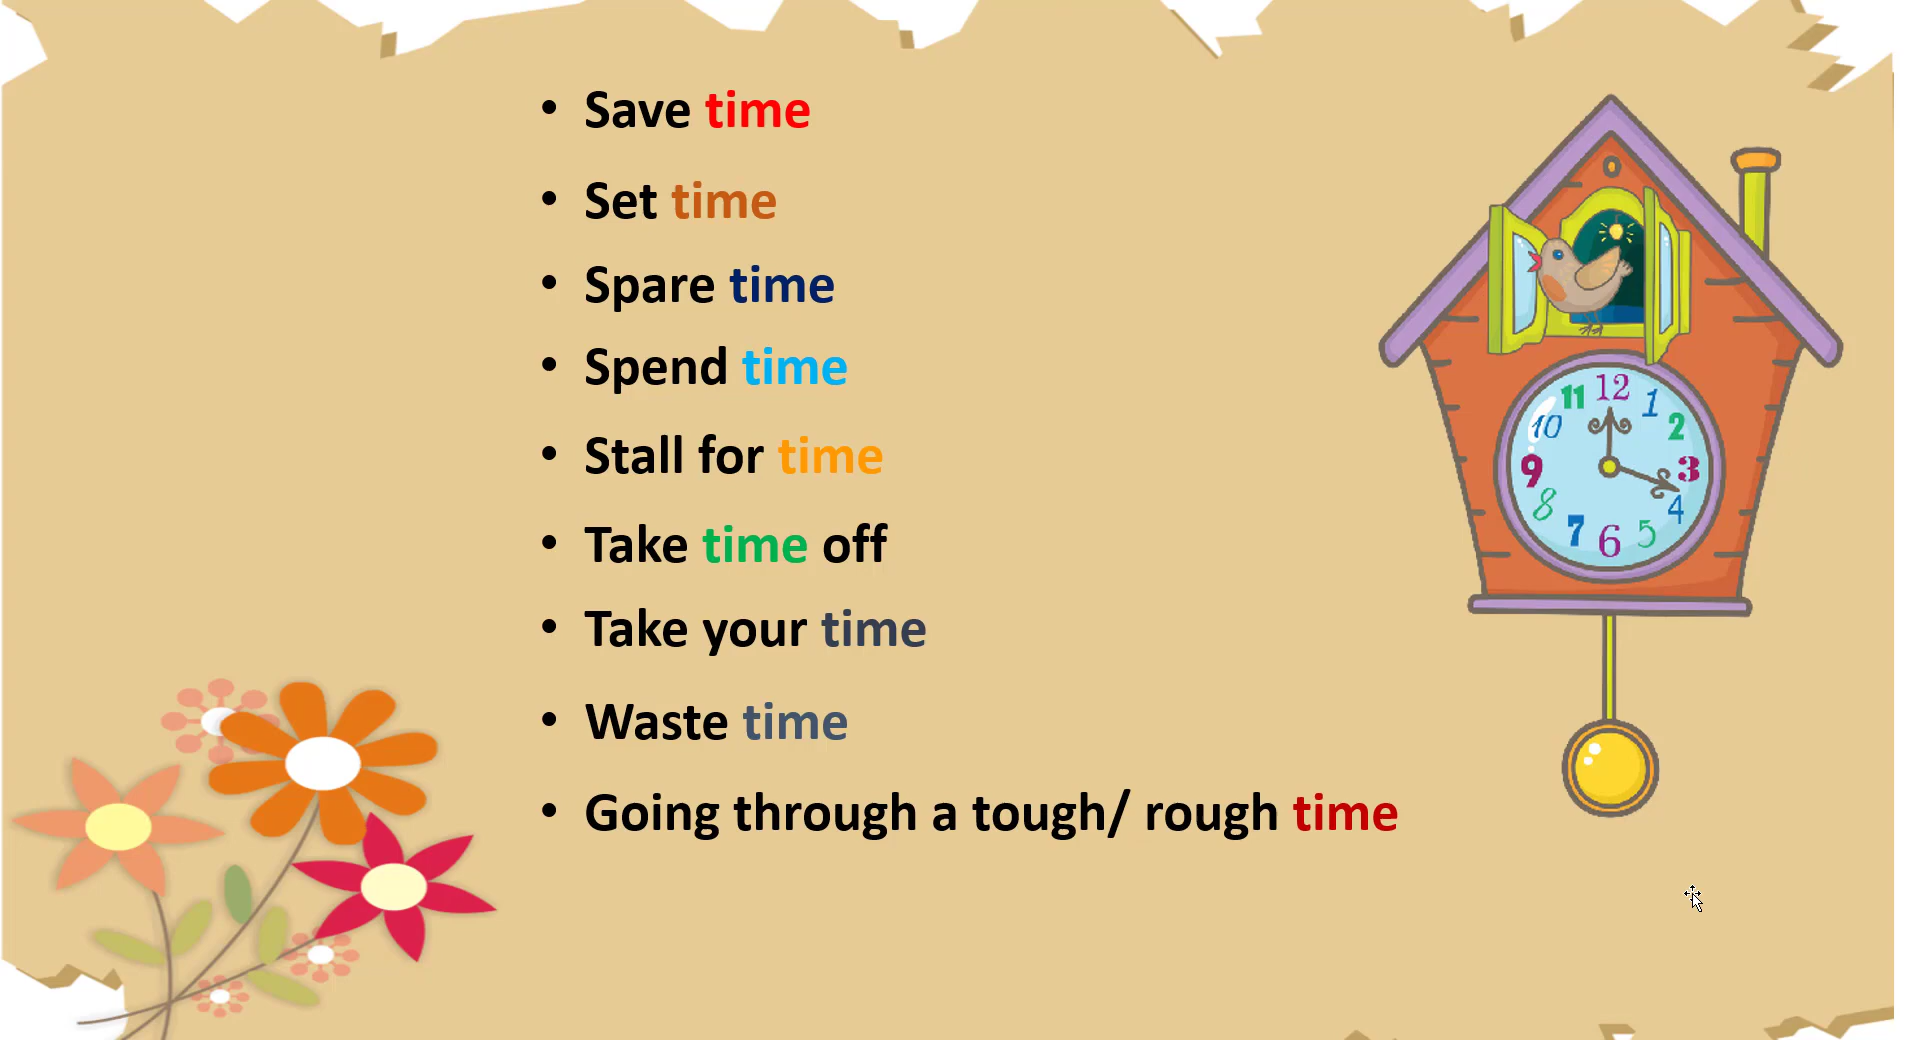 • Save time
• Set time
• Spare time
• Spend time
• Stall for time
• Take time off
• Take your time
• Waste time
• Going through a tough/ rough time
12
11 1
10 2
9 3
8 4
7 5
6